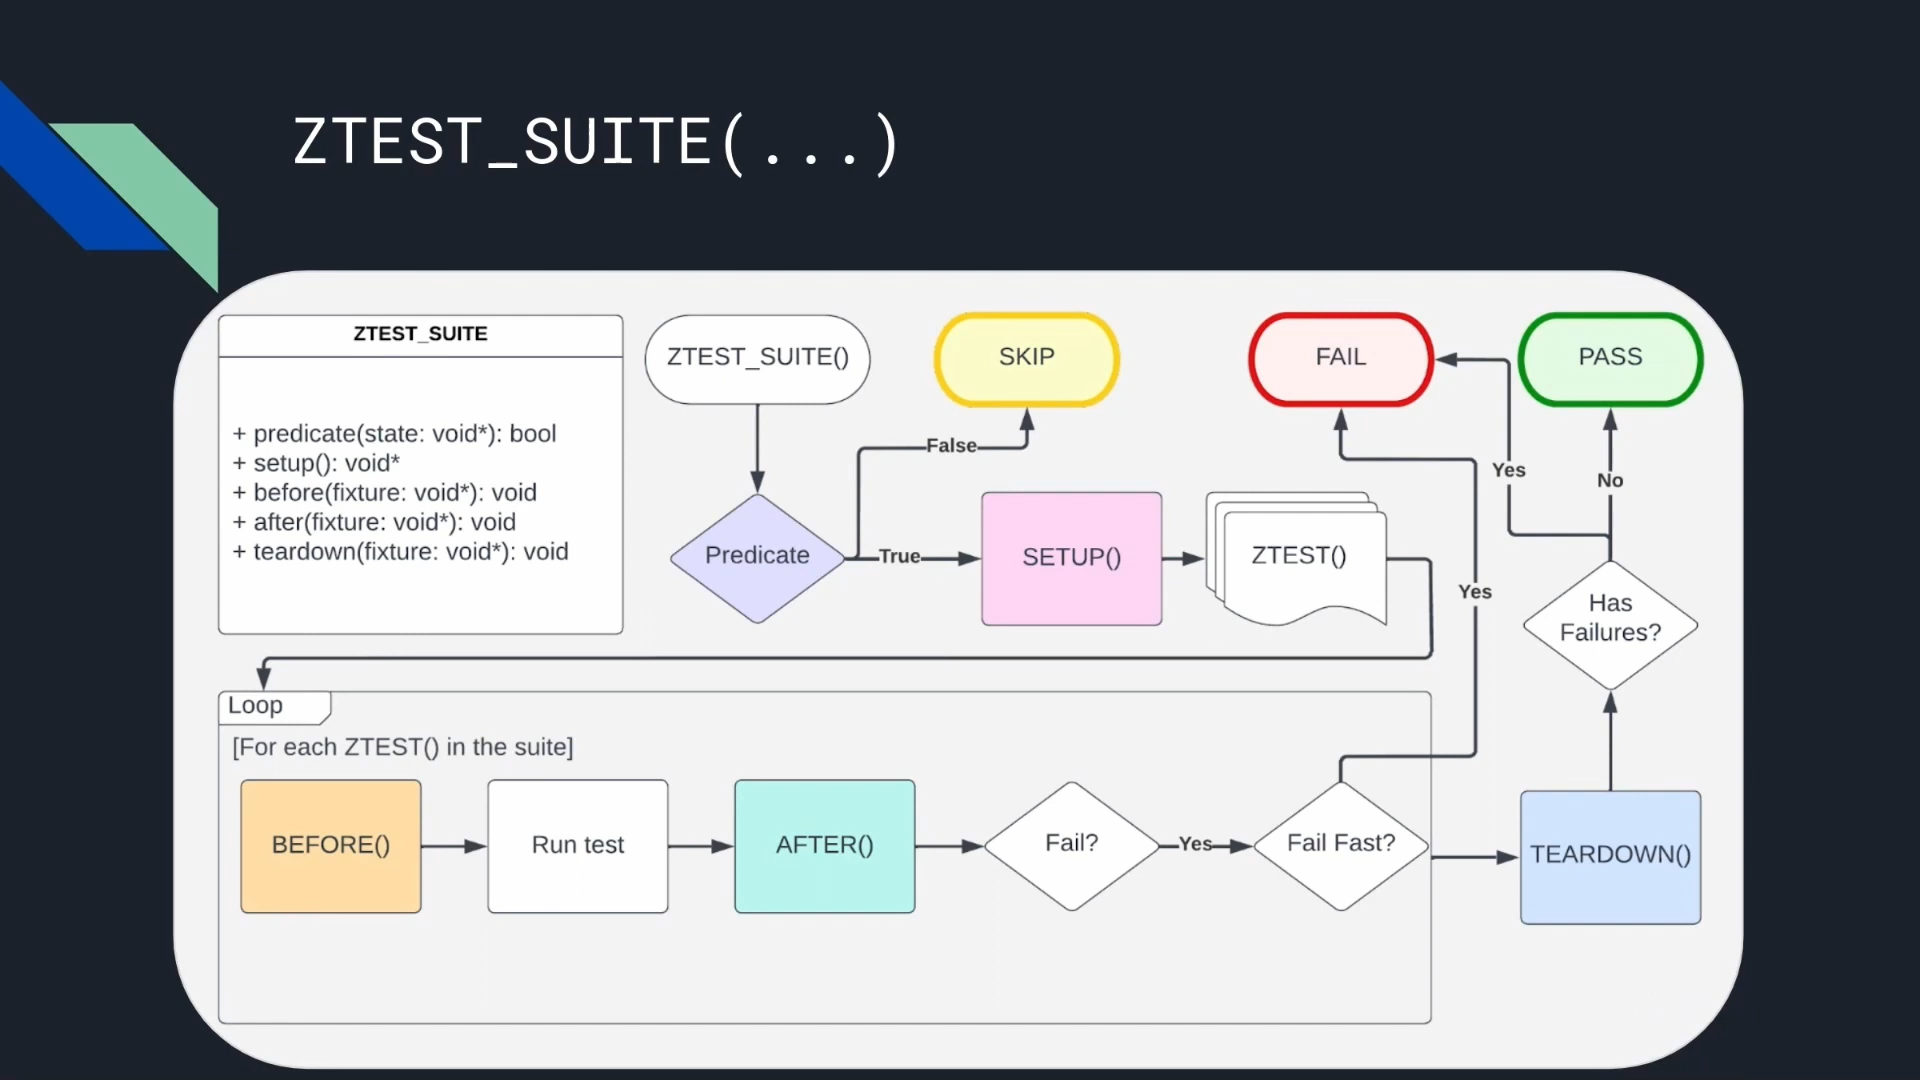 ZTEST_SUITE(...)
ZTEST_SUITE
+ predicate(state: void*): bool
+ setup(): void*
+ before(fixture: void*): void
+ after(fixture: void*): void
+ teardown(fixture: void*): void
ZTEST_SUITE()
SKIP
FAIL
PASS
False
Yes
No
Predicate
True
SETUP()
ZTEST()
Yes
Has
Failures?
Loop
[For each ZTEST() in the suite]
BEFORE()
Run test
AFTER()
Fail?
Yes
Fail Fast?
TEARDOWN()